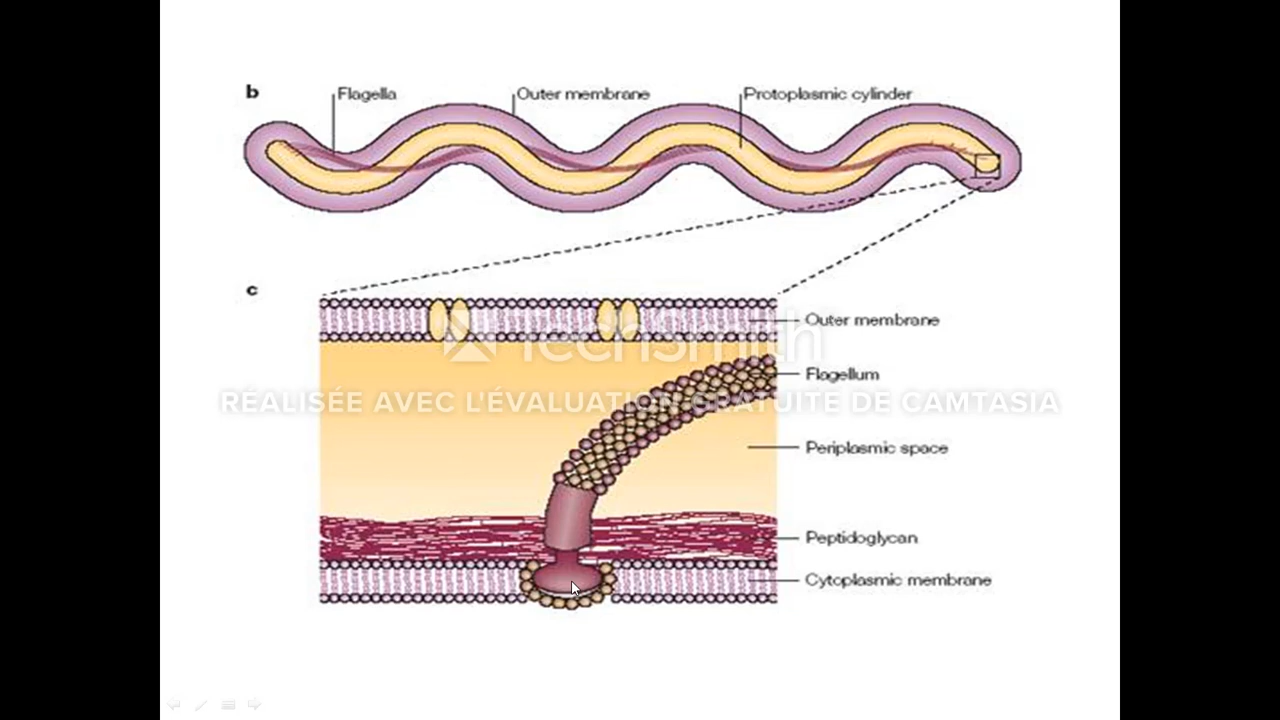 b
Flagella
Outer membrane
Protoplasmic cylinder
c
Outer membrane
TechSmith
Flagellum
RÉALISÉE AVEC L'ÉVALUATION GRATUITE DE CAMTASIA
Periplasmic space
Peptidoglycan
Cytoplasmic membrane